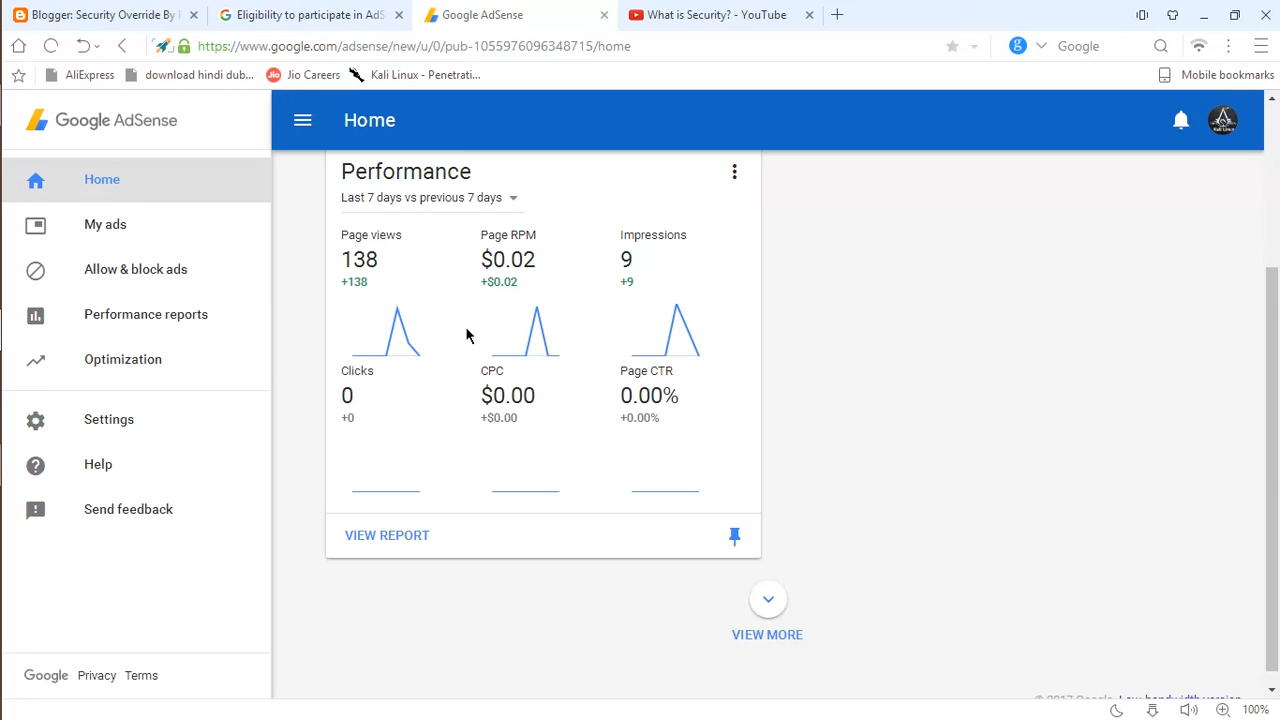 Blogger: Security Override By
Eligibility to participate in AdS
Google AdSense
What is Security? - YouTube
https://www.google.com/adsense/new/u/0/pub-1055976096348715/home
Google
AliExpress
download hindi dub...
Jio Careers
Kali Linux - Penetrati...
Mobile bookmarks
Google AdSense
Home
Home
My ads
Allow & block ads
Performance reports
Optimization
Settings
Help
Send feedback
Google Privacy Terms
Performance
Last 7 days vs previous 7 days
Page views
138
+138
Page RPM
$0.02
+$0.02
Impressions
9
+9
Clicks
0
+0
CPC
$0.00
+$0.00
Page CTR
0.00%
+0.00%
VIEW REPORT
VIEW MORE
© 2017 Google Low-bandwidth version
100%